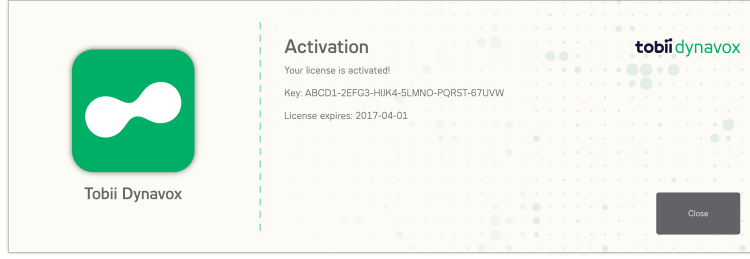 Activation
tobii dynavox
Your license is activated!
Key: ABCD1-2EFG3-HIJK4-5LMNO-PQRST-67UVW
License expires: 2017-04-01
Tobii Dynavox
Close